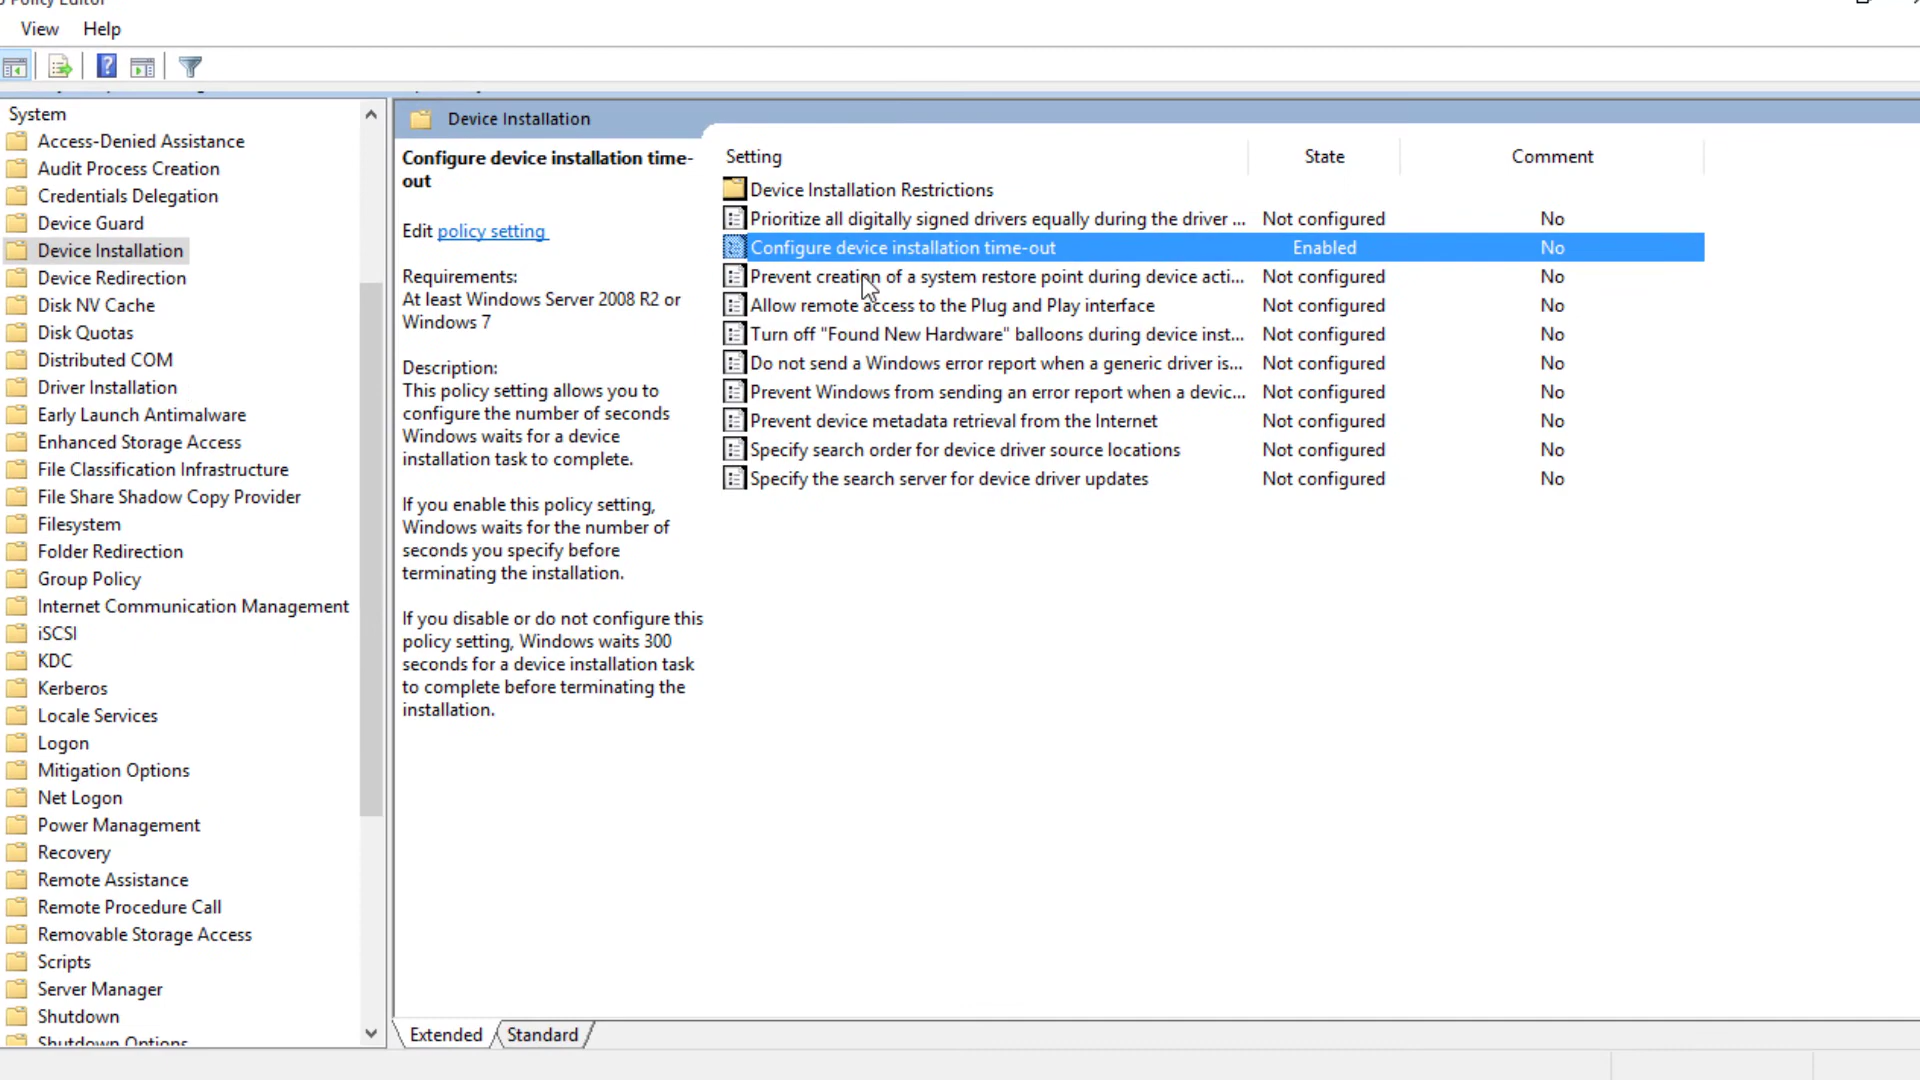 Policy Editor
View Help
System
Access-Denied Assistance
Audit Process Creation
Credentials Delegation
Device Guard
Device Installation
Device Redirection
Disk NV Cache
Disk Quotas
Distributed COM
Driver Installation
Early Launch Antimalware
Enhanced Storage Access
File Classification Infrastructure
File Share Shadow Copy Provider
Filesystem
Folder Redirection
Group Policy
Internet Communication Management
iSCSI
KDC
Kerberos
Locale Services
Logon
Mitigation Options
Net Logon
Power Management
Recovery
Remote Assistance
Remote Procedure Call
Removable Storage Access
Scripts
Server Manager
Shutdown
Shutdown Options
Device Installation
Configure device installation time-
out
Edit policy setting
Requirements:
At least Windows Server 2008 R2 or
Windows 7
Description:
This policy setting allows you to
configure the number of seconds
Windows waits for a device
installation task to complete.
If you enable this policy setting,
Windows waits for the number of
seconds you specify before
terminating the installation.
If you disable or do not configure this
policy setting, Windows waits 300
seconds for a device installation task
to complete before terminating the
installation.
Setting State Comment
Device Installation Restrictions
Prioritize all digitally signed drivers equally during the driver ... Not configured No
Configure device installation time-out Enabled No
Prevent creation of a system restore point during device acti... Not configured No
Allow remote access to the Plug and Play interface Not configured No
Turn off "Found New Hardware" balloons during device inst... Not configured No
Do not send a Windows error report when a generic driver is... Not configured No
Prevent Windows from sending an error report when a devic... Not configured No
Prevent device metadata retrieval from the Internet Not configured No
Specify search order for device driver source locations Not configured No
Specify the search server for device driver updates Not configured No
Extended Standard